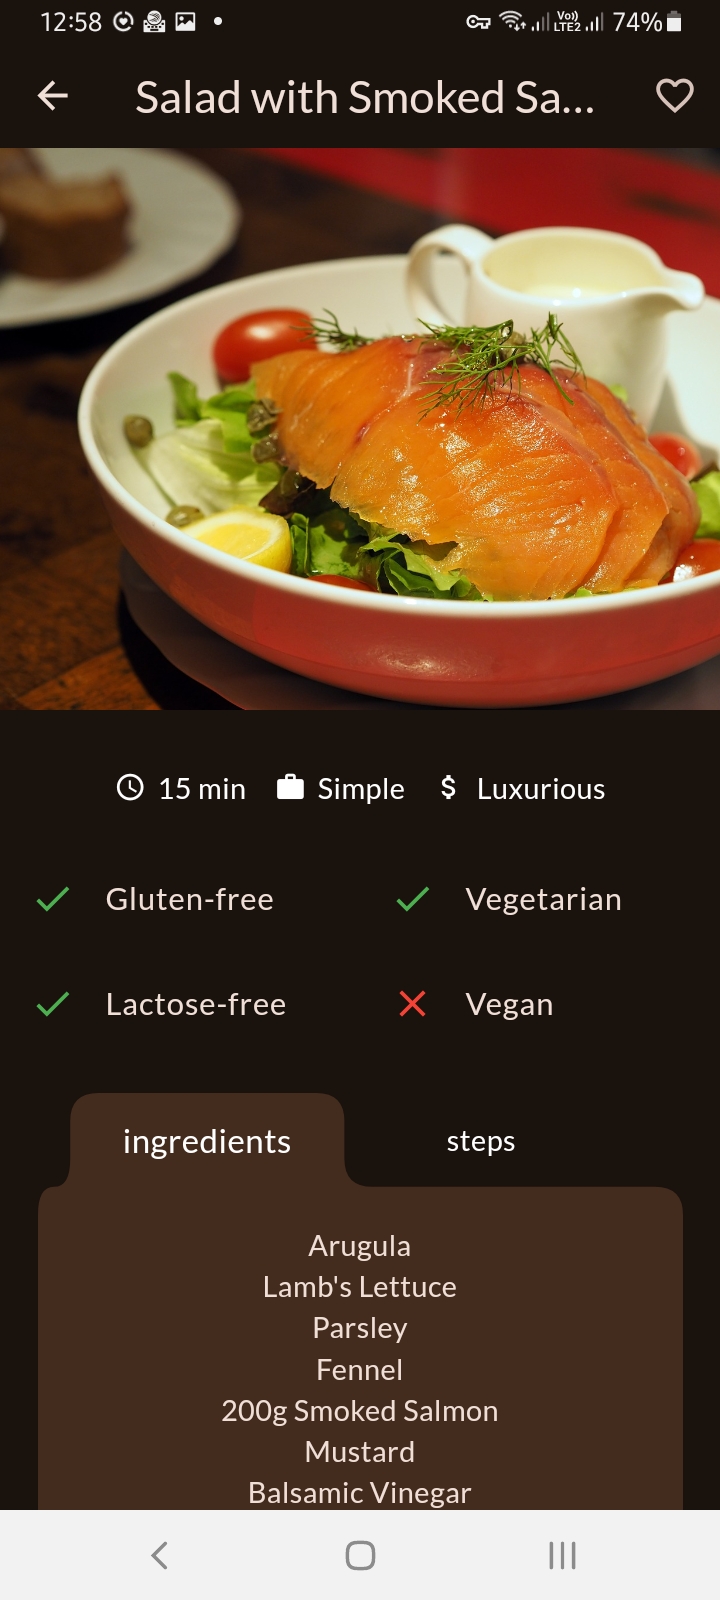 12:58 Vo)) LTE2 74%
Salad with Smoked Sa...
15 min Simple $ Luxurious
Gluten-free Vegetarian
Lactose-free Vegan
ingredients steps
Arugula
Lamb's Lettuce
Parsley
Fennel
200g Smoked Salmon
Mustard
Balsamic Vinegar